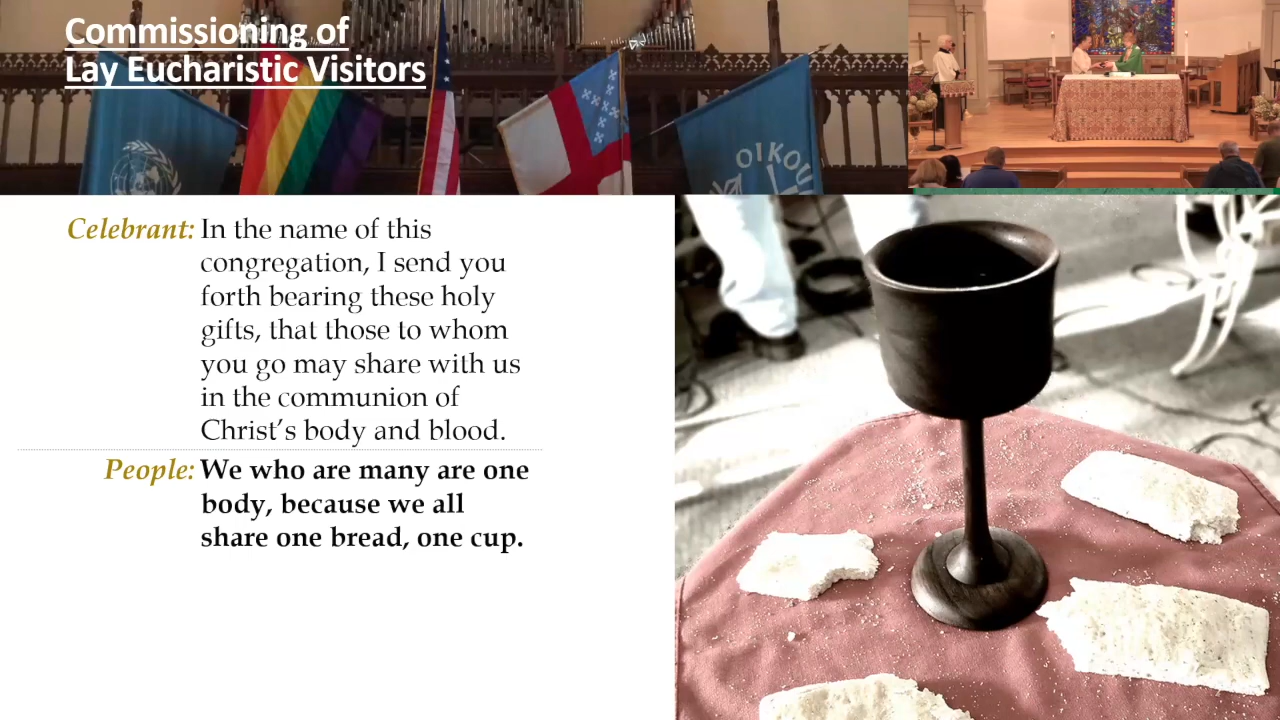 Commissioning of
Lay Eucharistic Visitors
OIKOU
Celebrant: In the name of this
congregation, I send you
forth bearing these holy
gifts, that those to whom
you go may share with us
in the communion of
Christ’s body and blood.
People: We who are many are one
body, because we all
share one bread, one cup.